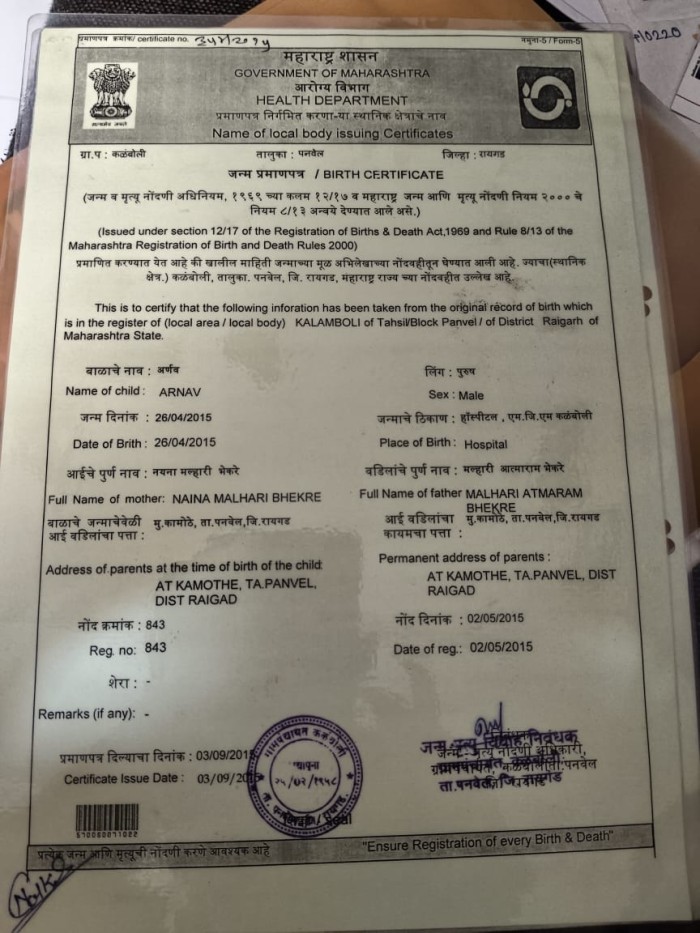 प्रमाणपत्र क्रमांक/ certificate no. नमूना-5 / Form-5
0220
महाराष्ट्र शासन
GOVERNMENT OF MAHARASHTRA
आरोग्य विभाग
HEALTH DEPARTMENT
प्रमाणपत्र निर्गमित करणा-या स्थानिक क्षेत्राचे नाव
Name of local body issuing Certificates
ग्रा.प : कळंबोली तालुका : पनवेल जिल्हा : रायगड
जन्म प्रमाणपत्र / BIRTH CERTIFICATE
(जन्म व मृत्यू नोंदणी अधिनियम, १९६९ च्या कलम १२/१७ व महाराष्ट्र जन्म आणि मृत्यू नोंदणी नियम २००० चे
नियम ८/१३ अन्वये देण्यात आले असे.)
(Issued under section 12/17 of the Registration of Births & Death Act,1969 and Rule 8/13 of the
Maharashtra Registration of Birth and Death Rules 2000)
प्रमाणित करण्यात येत आहे की खालील माहिती जन्माच्या मूळ अभिलेखाच्या नोंदवहीतून घेण्यात आली आहे. ज्याचा(स्थानिक
क्षेत्र.) कळंबोली, तालुका. पनवेल, जि. रायगड, महाराष्ट्र राज्य च्या नोंदवहीत उल्लेख आहे.
This is to certify that the following inforation has been taken from the original record of birth which
is in the register of (local area / local body) KALAMBOLI of Tahsil/Block Panvel / of District Raigarh of
Maharashtra State.
बाळाचे नाव : अर्णव लिंग : पुरुष
Name of child : ARNAV Sex : Male
जन्म दिनांक : 26/04/2015 जन्माचे ठिकाण : हॉस्पीटल , एम.जि.एम कळंबोली
Date of Brith : 26/04/2015 Place of Birth : Hospital
आईचे पुर्ण नाव : नयना मल्हारी भेकरे वडिलांचे पुर्ण नाव : मल्हारी आत्माराम भेकरे
Full Name of mother: NAINA MALHARI BHEKRE Full Name of father MALHARI ATMARAM
BHEKRE
बाळाचे जन्माचेवेळी मु.कामोठे, ता.पनवेल,जि.रायगड आई वडिलांचा मु.कामोठे, ता.पनवेल,जि.रायगड
आई वडिलांचा पत्ता : कायमचा पत्ता :
Address of.parents at the time of birth of the child: Permanent address of parents :
AT KAMOTHE, TA.PANVEL, AT KAMOTHE, TA.PANVEL, DIST
DIST RAIGAD RAIGAD
नोंद क्रमांक : 843 नोंद दिनांक : 02/05/2015
Reg. no: 843 Date of reg.: 02/05/2015
शेरा : -
Remarks (if any): -
प्रमाणपत्र दिल्याचा दिनांक : 03/09/201
Certificate Issue Date : 03/09/20
स्थापना
ता.पनवेल, जि. रायगड
प्रत्येक जन्म आणि मृत्यूची नोंदणी करणे आवश्यक आहे "Ensure Registration of every Birth & Death"